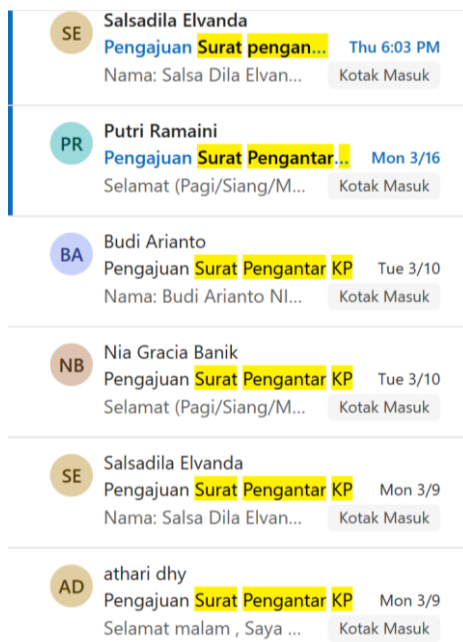 SE
Salsadila Elvanda
Pengajuan Surat pengan... Thu 6:03 PM
Nama: Salsa Dila Elvan... Kotak Masuk
PR
Putri Ramaini
Pengajuan Surat Pengantar... Mon 3/16
Selamat (Pagi/Siang/M... Kotak Masuk
BA
Budi Arianto
Pengajuan Surat Pengantar KP Tue 3/10
Nama: Budi Arianto NI... Kotak Masuk
NB
Nia Gracia Banik
Pengajuan Surat Pengantar KP Tue 3/10
Selamat (Pagi/Siang/M... Kotak Masuk
SE
Salsadila Elvanda
Pengajuan Surat Pengantar KP Mon 3/9
Nama: Salsa Dila Elvan... Kotak Masuk
AD
athari dhy
Pengajuan Surat Pengantar KP Mon 3/9
Selamat malam , Saya ... Kotak Masuk